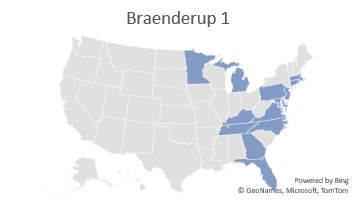 Braenderup 1
Powered by Bing
© GeoNames, Microsoft, TomTom